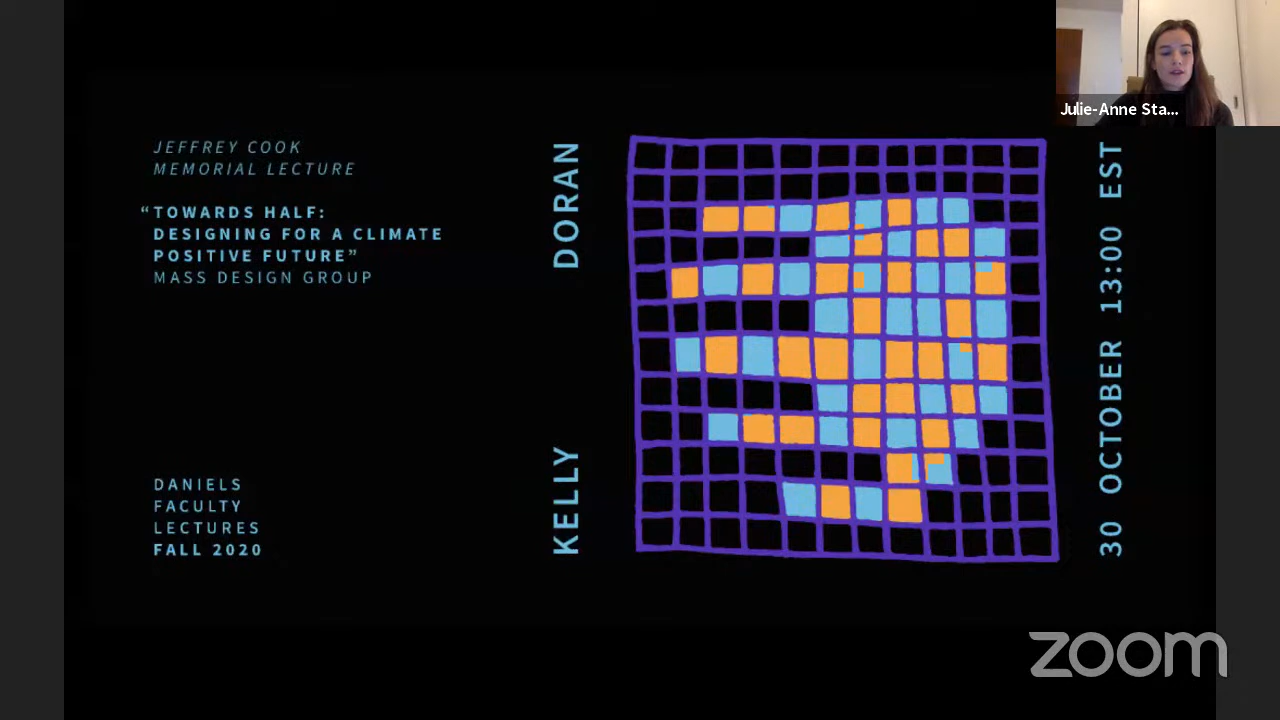 JEFFREY COOK
MEMORIAL LECTURE
“TOWARDS HALF:
DESIGNING FOR A CLIMATE
POSITIVE FUTURE”
MASS DESIGN GROUP
DANIELS
FACULTY
LECTURES
FALL 2020
KELLY DORAN
30 OCTOBER 13:00 EST
Julie-Anne Sta...
zoom